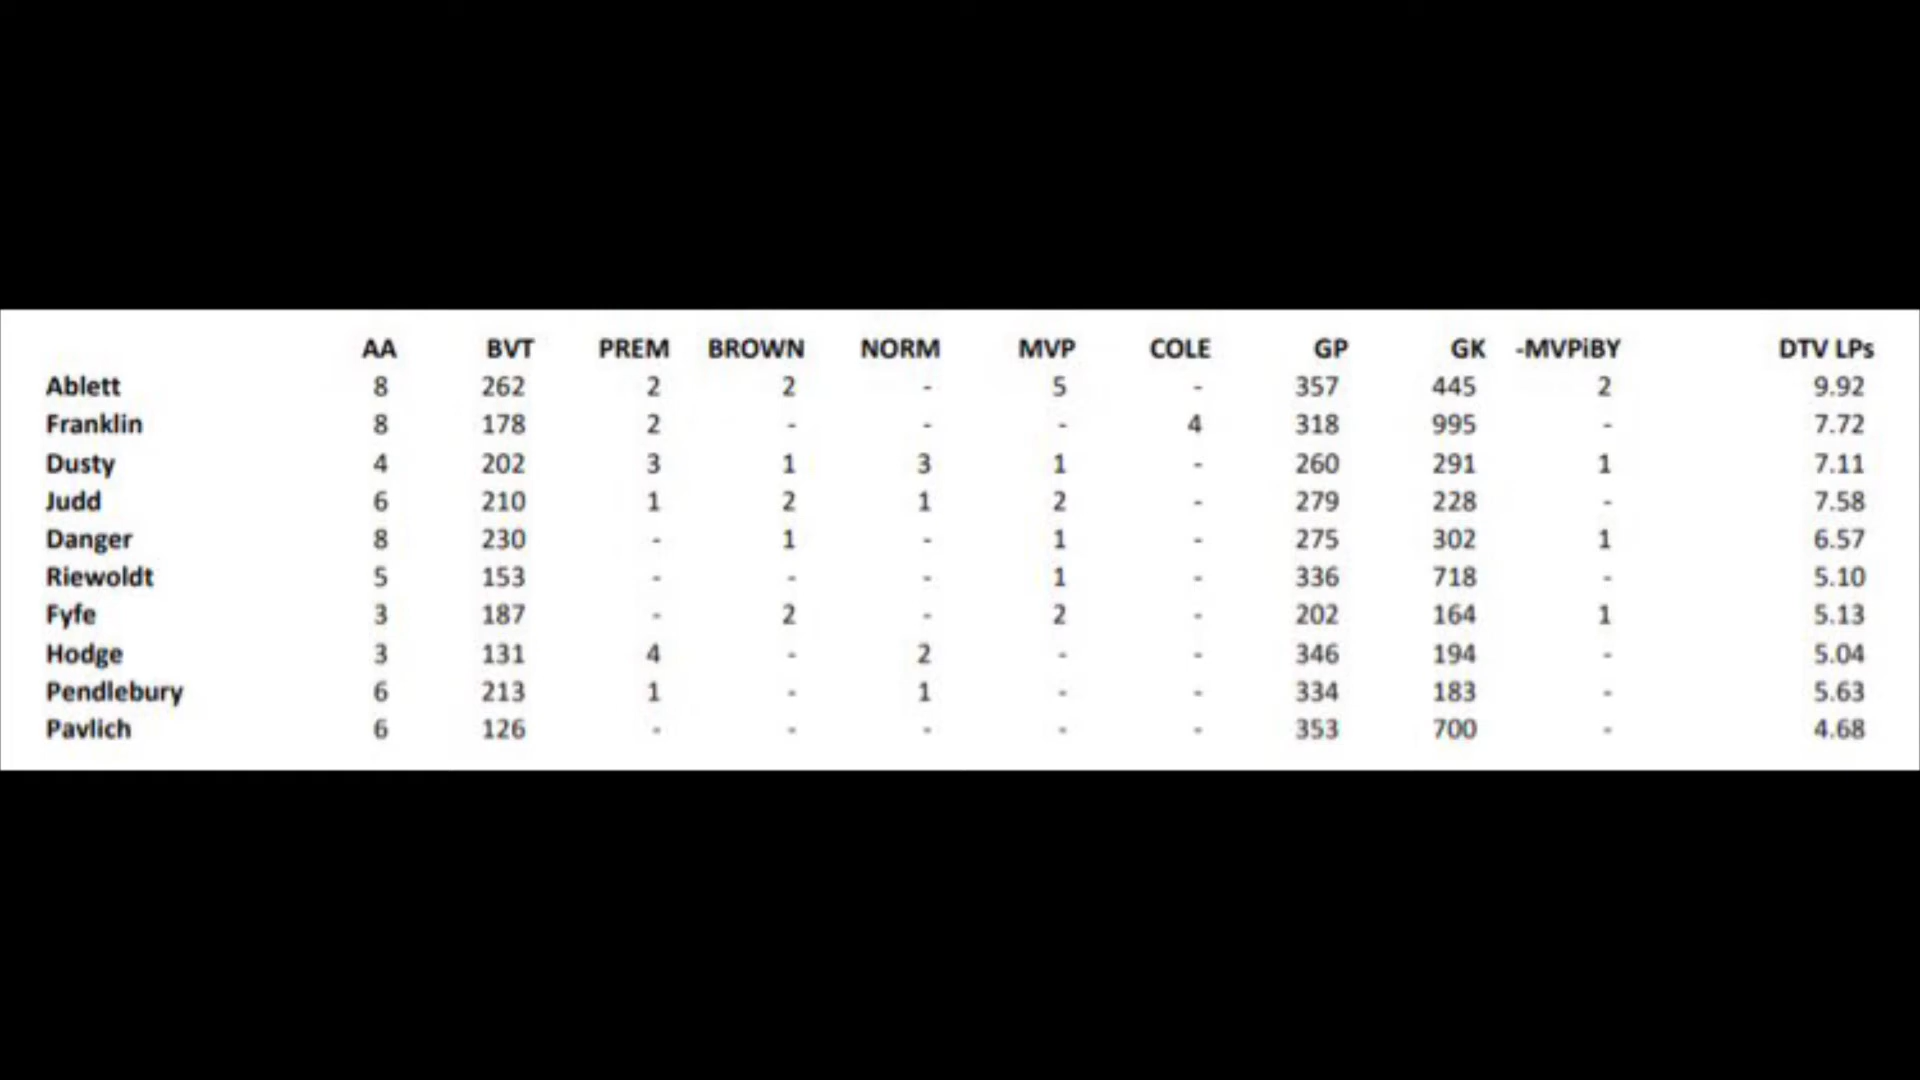 AA BVT PREM BROWN NORM MVP COLE GP GK -MVPiBY DTV LPs
Ablett 8 262 2 2 - 5 - 357 445 2 9.92
Franklin 8 178 2 - - - 4 318 995 - 7.72
Dusty 4 202 3 1 3 1 - 260 291 1 7.11
Judd 6 210 1 2 1 2 - 279 228 - 7.58
Danger 8 230 - 1 - 1 - 275 302 1 6.57
Riewoldt 5 153 - - - 1 - 336 718 - 5.10
Fyfe 3 187 - 2 - 2 - 202 164 1 5.13
Hodge 3 131 4 - 2 - - 346 194 - 5.04
Pendlebury 6 213 1 - 1 - - 334 183 - 5.63
Pavlich 6 126 - - - - - 353 700 - 4.68